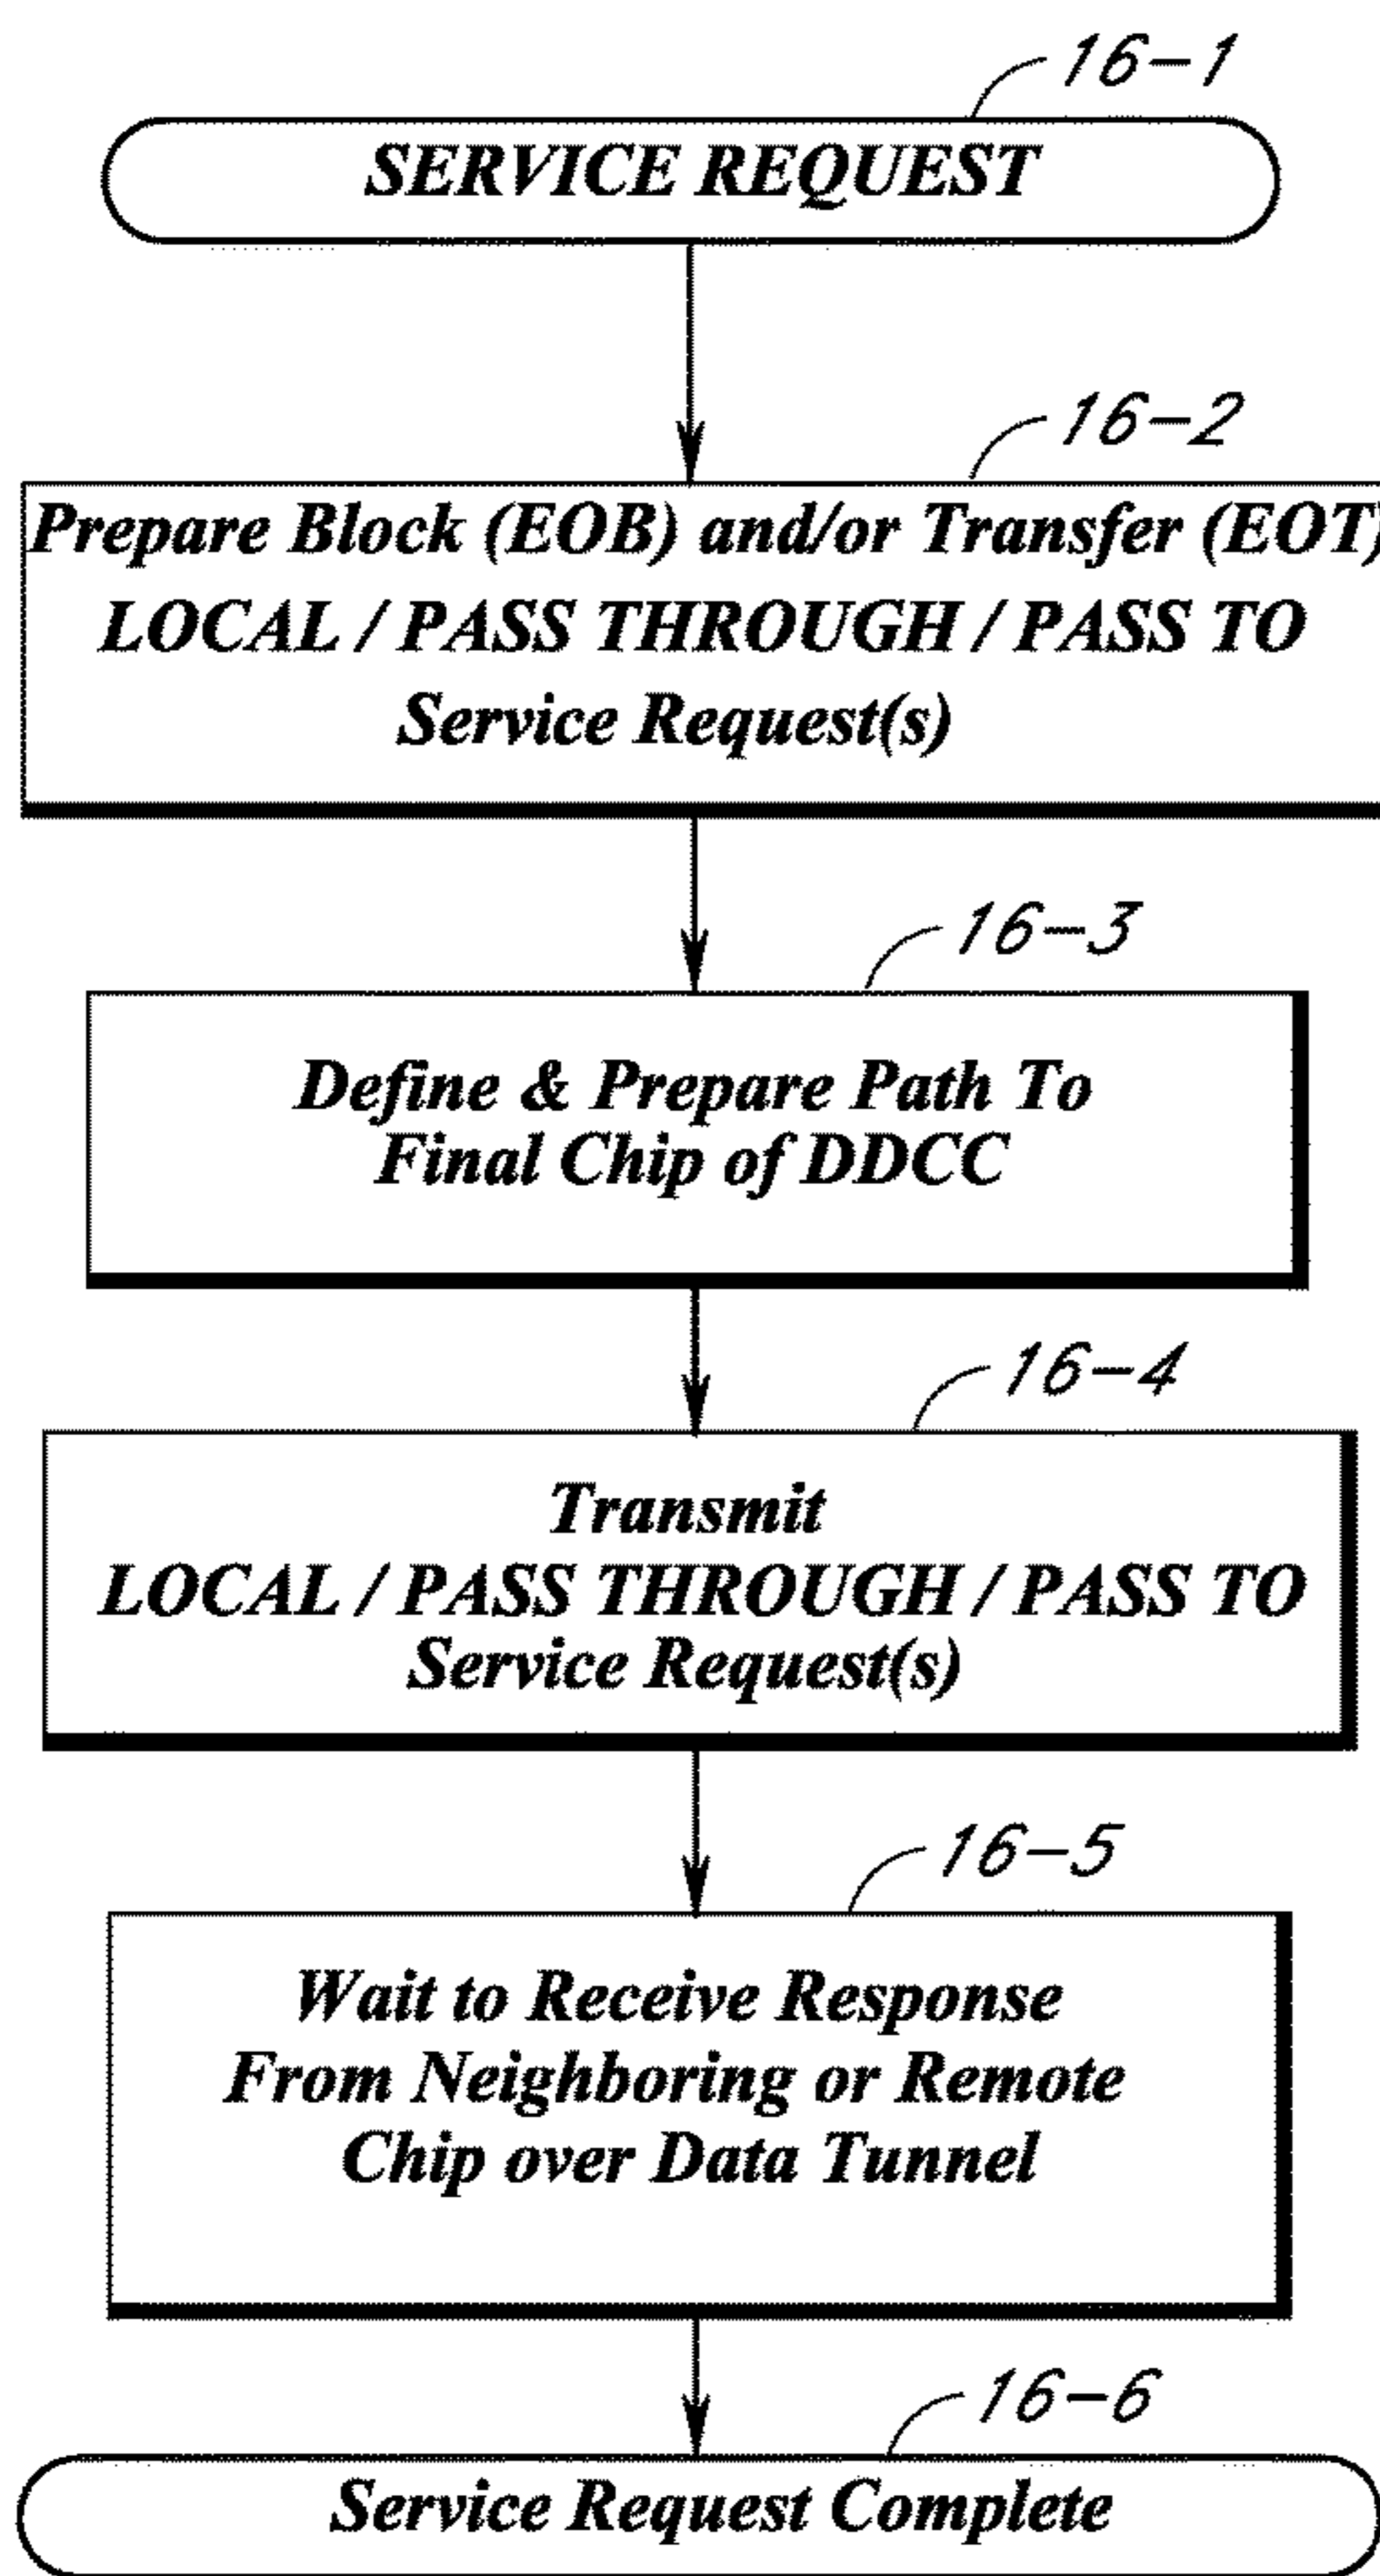 16-1
SERVICE REQUEST
16-2
Prepare Block (EOB) and/or Transfer (EOT)
LOCAL / PASS THROUGH / PASS TO
Service Request(s)
16-3
Define & Prepare Path To
Final Chip of DDCC
16-4
Transmit
LOCAL / PASS THROUGH / PASS TO
Service Request(s)
16-5
Wait to Receive Response
From Neighboring or Remote
Chip over Data Tunnel
16-6
Service Request Complete